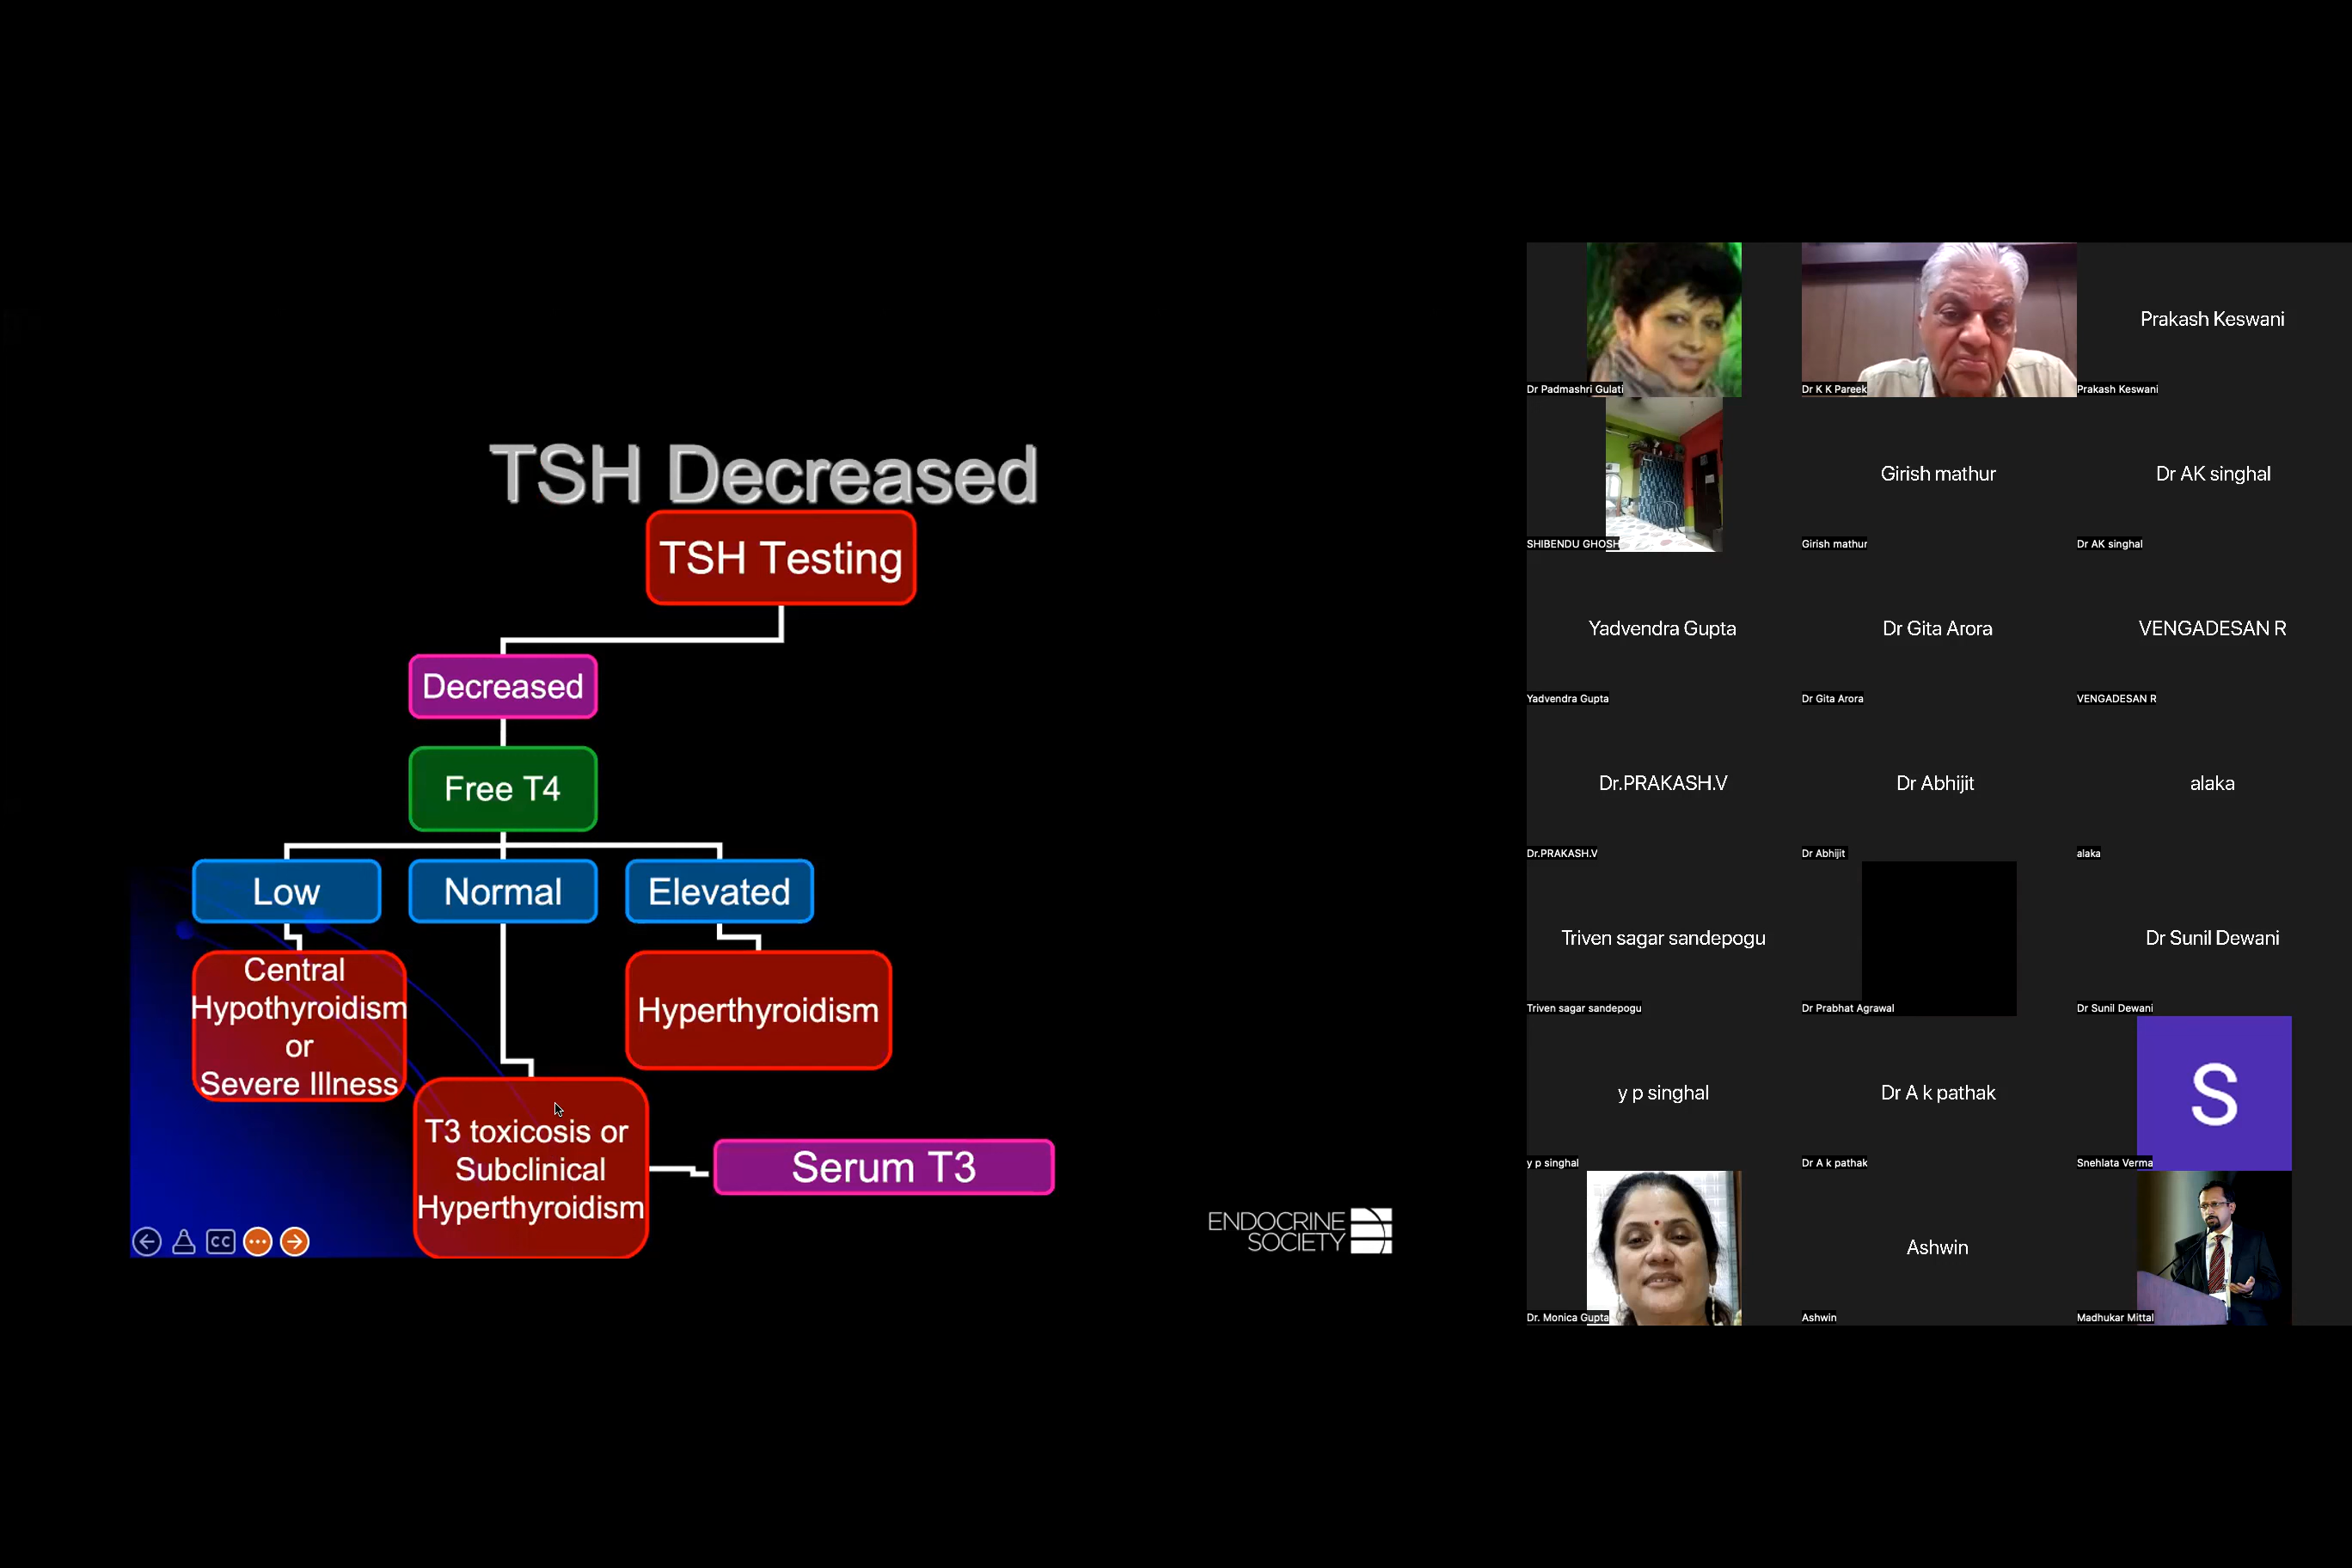 TSH Decreased
TSH Testing
Decreased
Free T4
Low
Normal
Elevated
Central
Hypothyroidism
or
Severe Illness
Hyperthyroidism
T3 toxicosis or
Subclinical
Hyperthyroidism
Serum T3
CC
ENDOCRINE
SOCIETY
Dr Padmashri Gulati
Dr K K Pareek
Prakash Keswani
Prakash Keswani
SHIBENDU GHOSH
Girish mathur
Girish mathur
Dr AK singhal
Dr AK singhal
Yadvendra Gupta
Yadvendra Gupta
Dr Gita Arora
Dr Gita Arora
VENGADESAN R
VENGADESAN R
Dr.PRAKASH.V
Dr.PRAKASH.V
Dr Abhijit
Dr Abhijit
alaka
alaka
Triven sagar sandepogu
Triven sagar sandepogu
Dr Prabhat Agrawal
Dr Sunil Dewani
Dr Sunil Dewani
y p singhal
y p singhal
Dr A k pathak
Dr A k pathak
S
Snehlata Verma
Dr. Monica Gupta
Ashwin
Ashwin
Madhukar Mittal